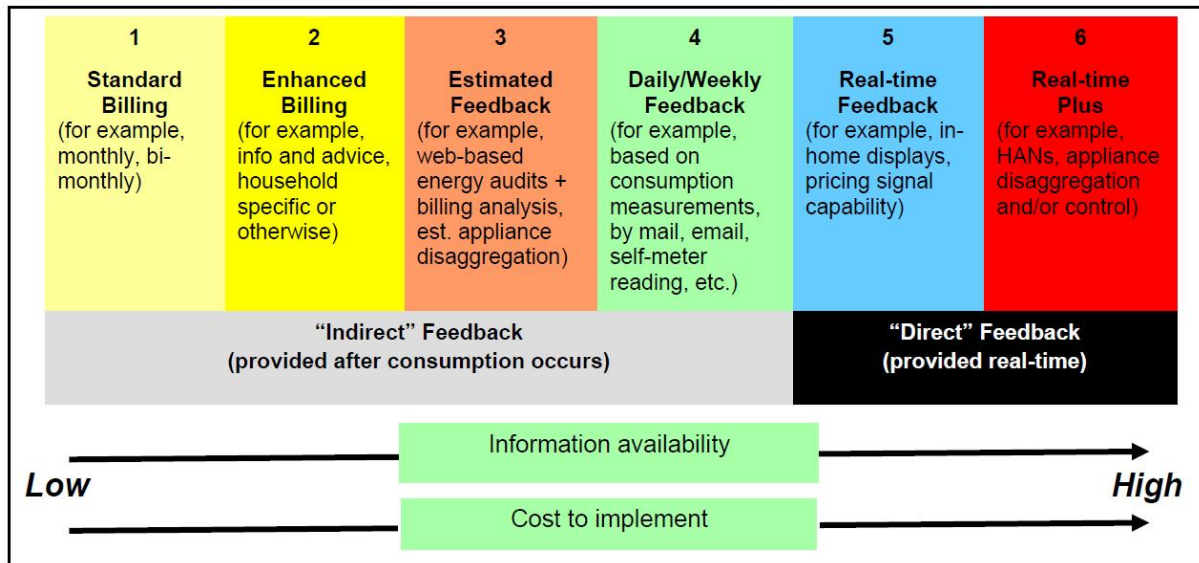 1
Standard
Billing
(for example,
monthly, bi-
monthly)
2
Enhanced
Billing
(for example,
info and advice,
household
specific or
otherwise)
3
Estimated
Feedback
(for example,
web-based
energy audits +
billing analysis,
est. appliance
disaggregation)
4
Daily/Weekly
Feedback
(for example,
based on
consumption
measurements,
by mail, email,
self-meter
reading, etc.)
5
Real-time
Feedback
(for example, in-
home displays,
pricing signal
capability)
6
Real-time
Plus
(for example,
HANs, appliance
disaggregation
and/or control)
“Indirect” Feedback
(provided after consumption occurs)
“Direct” Feedback
(provided real-time)
Information availability
Low
High
Cost to implement